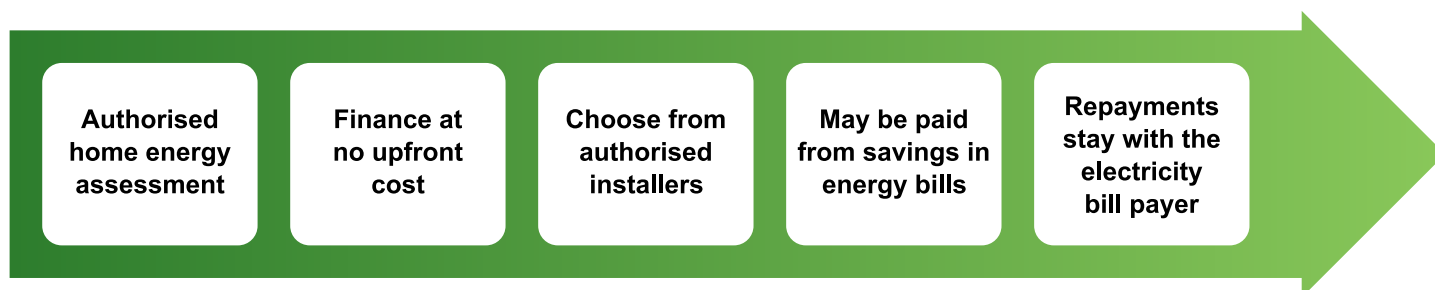 Authorised
home energy
assessment
Finance at
no upfront
cost
Choose from
authorised
installers
May be paid
from savings in
energy bills
Repayments
stay with the
electricity
bill payer